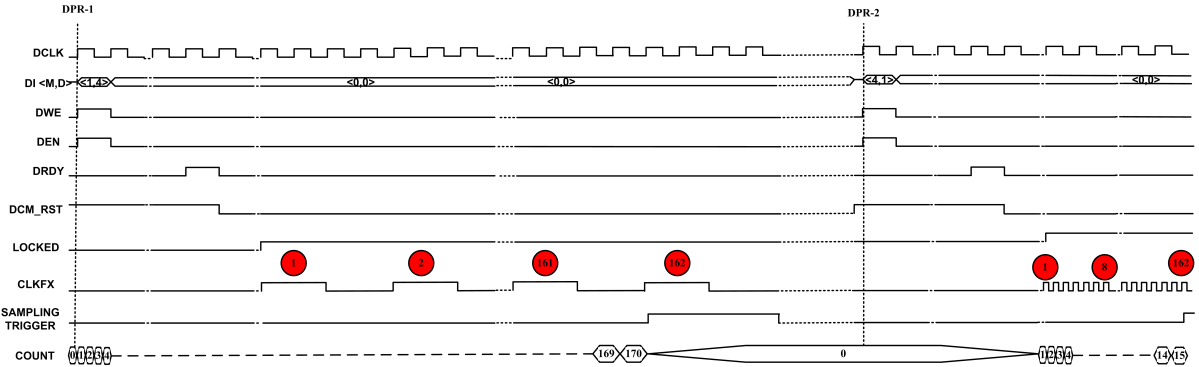 DPR-1
DPR-2
DCLK
DI <M,D> <1,4> <0,0> <0,0> <4,1> <0,0>
DWE
DEN
DRDY
DCM_RST
LOCKED
1 2 161 162 1 8 162
CLKFX
SAMPLING
TRIGGER
COUNT 0 1 2 3 4 169 170 0 1 2 3 4 14 15